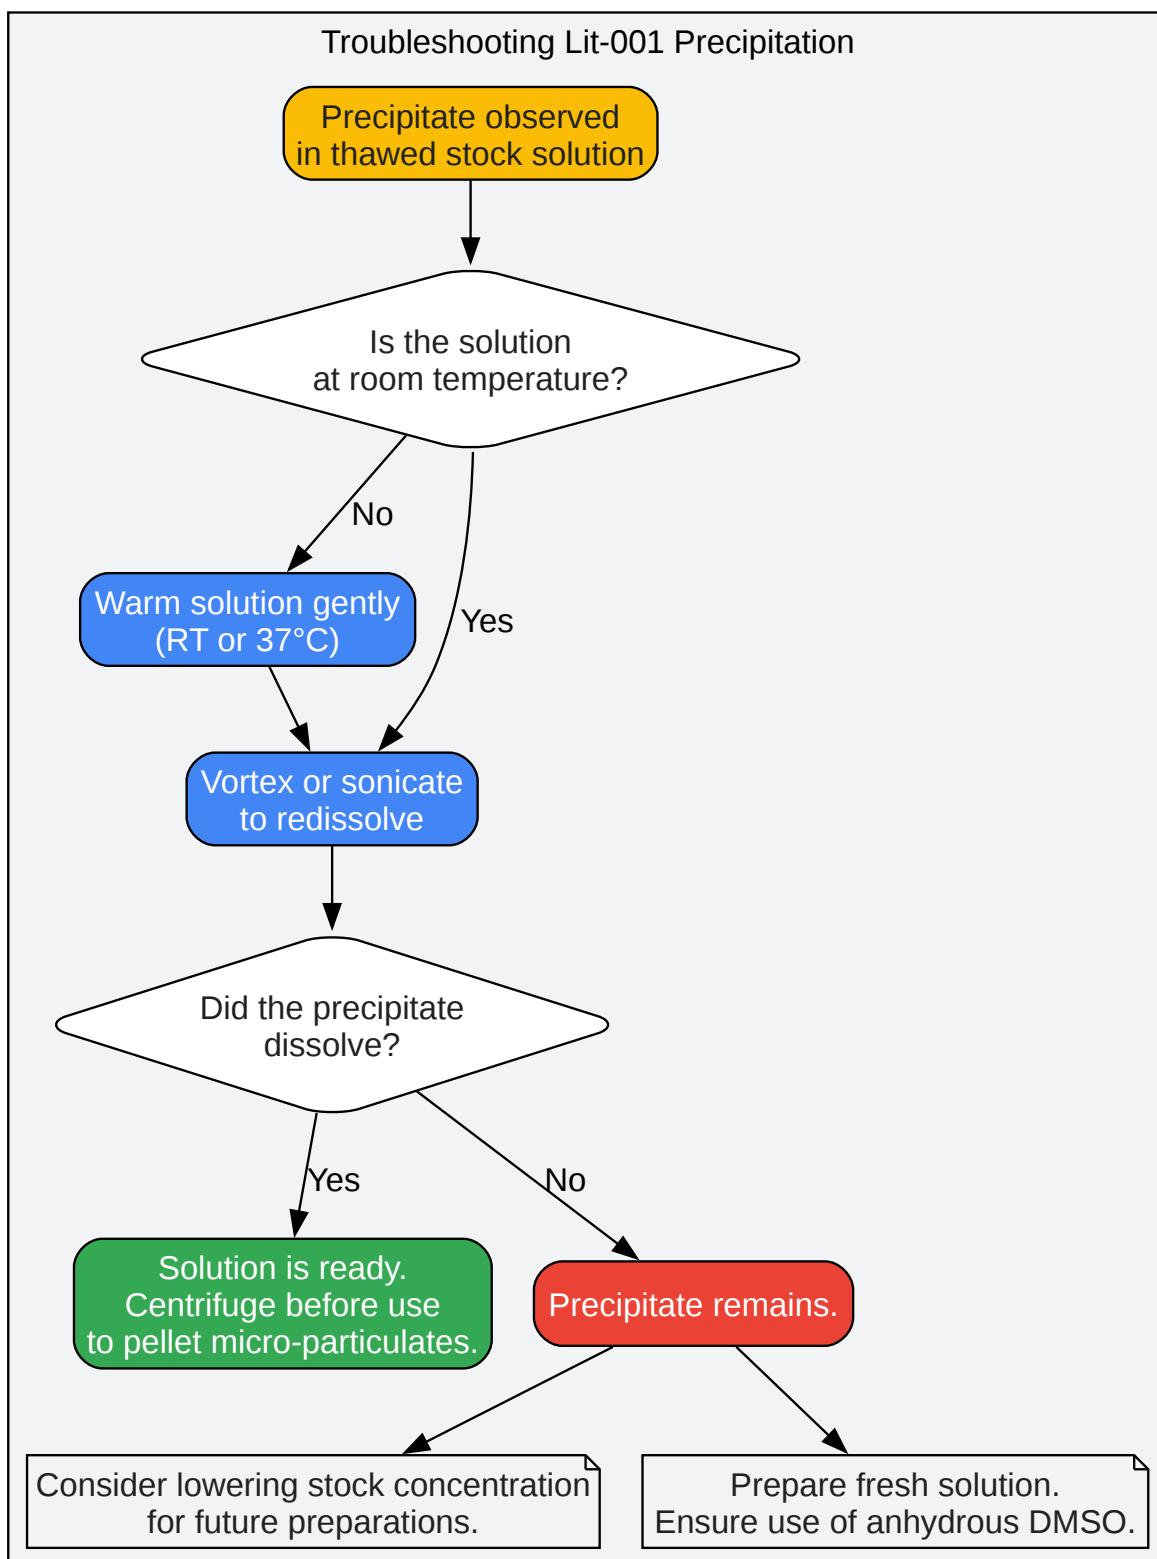 Troubleshooting Lit-001 Precipitation
Precipitate observed
in thawed stock solution
Is the solution
at room temperature?
No
Yes
Warm solution gently
(RT or 37°C)
Vortex or sonicate
to redissolve
Did the precipitate
dissolve?
Yes
No
Solution is ready.
Centrifuge before use
to pellet micro-particulates.
Precipitate remains.
Consider lowering stock concentration
for future preparations.
Prepare fresh solution.
Ensure use of anhydrous DMSO.